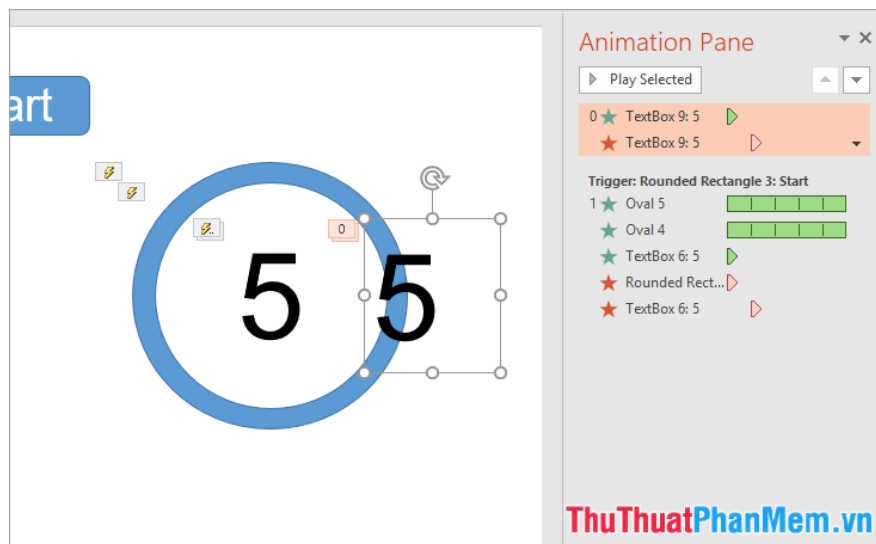 Animation Pane
Play Selected
0 TextBox 9: 5
TextBox 9: 5
Trigger: Rounded Rectangle 3: Start
1 Oval 5
Oval 4
TextBox 6: 5
Rounded Rect...
TextBox 6: 5
art
0
5 5
ThuThuatPhanMem.vn